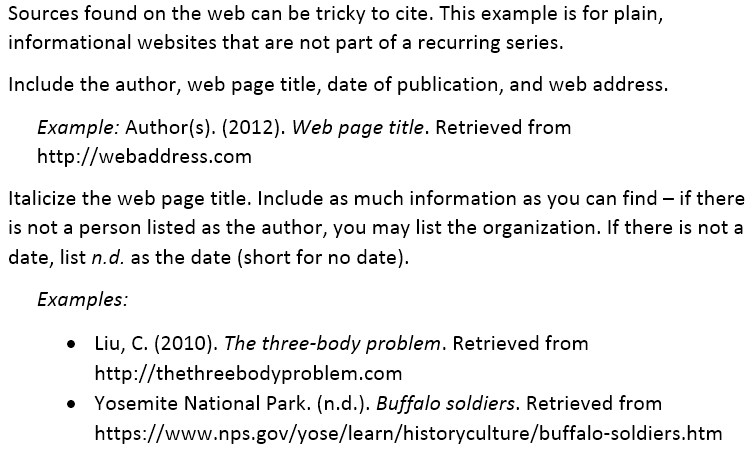 Sources found on the web can be tricky to cite. This example is for plain,
informational websites that are not part of a recurring series.
Include the author, web page title, date of publication, and web address.
Example: Author(s). (2012). Web page title. Retrieved from
http://webaddress.com
Italicize the web page title. Include as much information as you can find – if there
is not a person listed as the author, you may list the organization. If there is not a
date, list n.d. as the date (short for no date).
Examples:
• Liu, C. (2010). The three-body problem. Retrieved from
http://thethreebodyproblem.com
• Yosemite National Park. (n.d.). Buffalo soldiers. Retrieved from
https://www.nps.gov/yose/learn/historyculture/buffalo-soldiers.htm